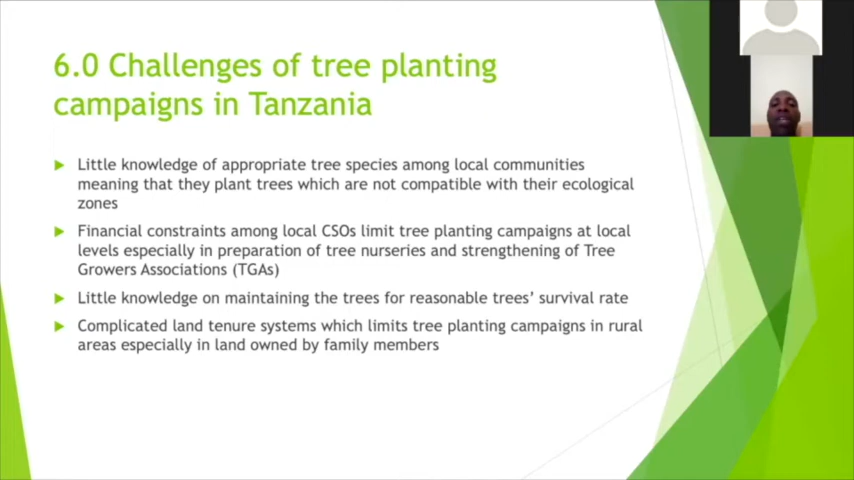 6.0 Challenges of tree planting
campaigns in Tanzania
Little knowledge of appropriate tree species among local communities
meaning that they plant trees which are not compatible with their ecological
zones
Financial constraints among local CSOs limit tree planting campaigns at local
levels especially in preparation of tree nurseries and strengthening of Tree
Growers Associations (TGAs)
Little knowledge on maintaining the trees for reasonable trees’ survival rate
Complicated land tenure systems which limits tree planting campaigns in rural
areas especially in land owned by family members